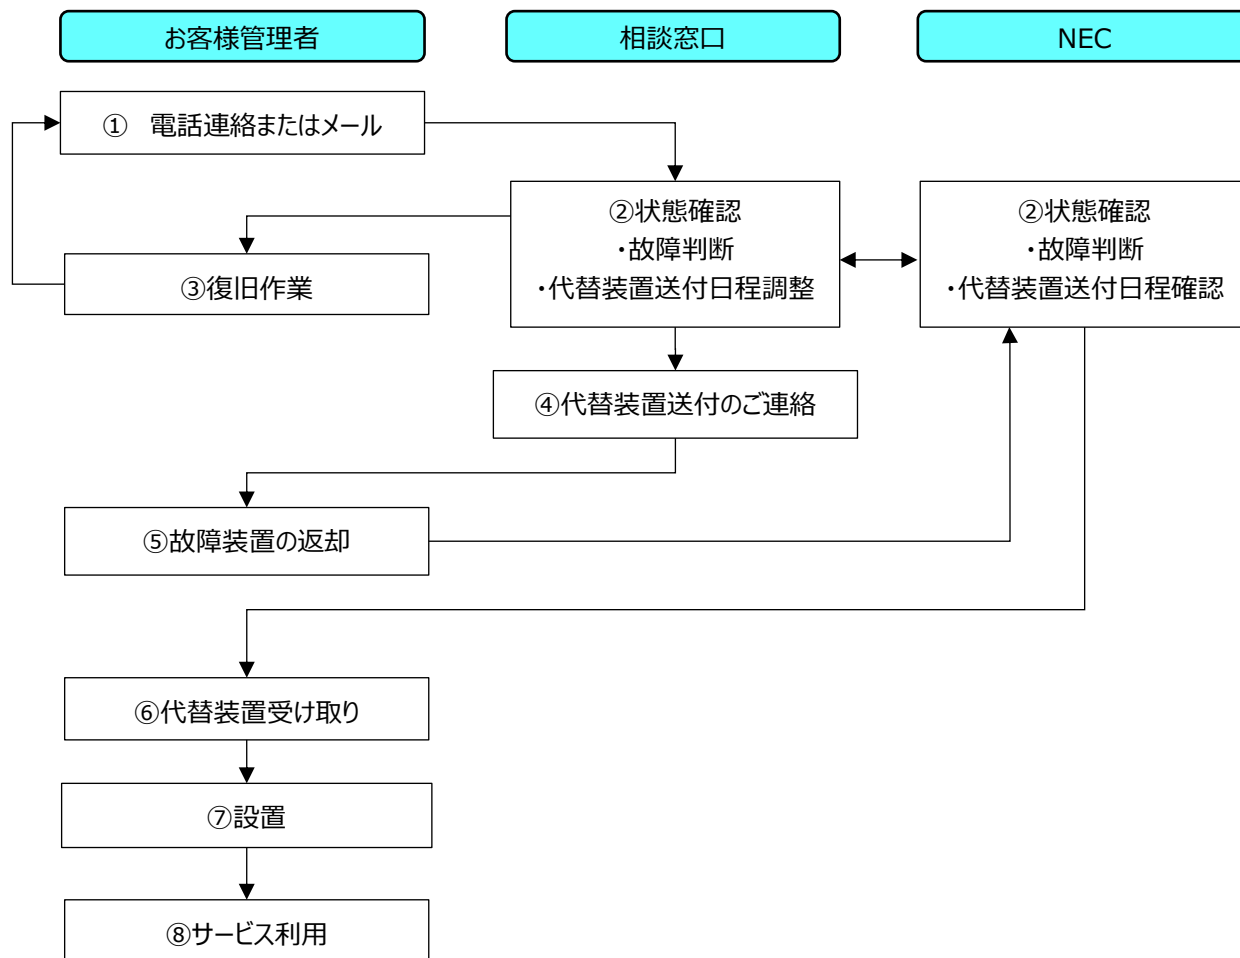 お客様管理者
相談窓口
NEC
① 電話連絡またはメール
②状態確認
・故障判断
・代替装置送付日程調整
②状態確認
・故障判断
・代替装置送付日程確認
③復旧作業
④代替装置送付のご連絡
⑤故障装置の返却
⑥代替装置受け取り
⑦設置
⑧サービス利用